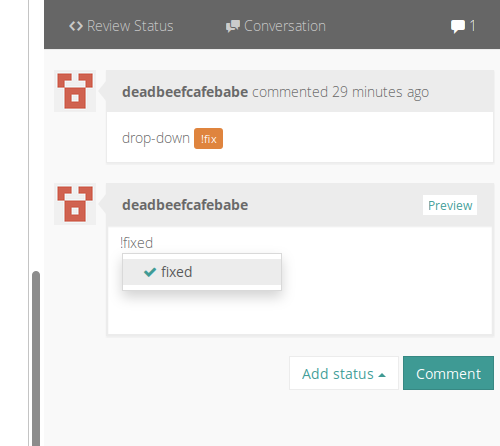 Review Status Conversation 1
deadbeefcafebabe commented 29 minutes ago
drop-down !fix
deadbeefcafebabe Preview
!fixed
fixed
Add status Comment